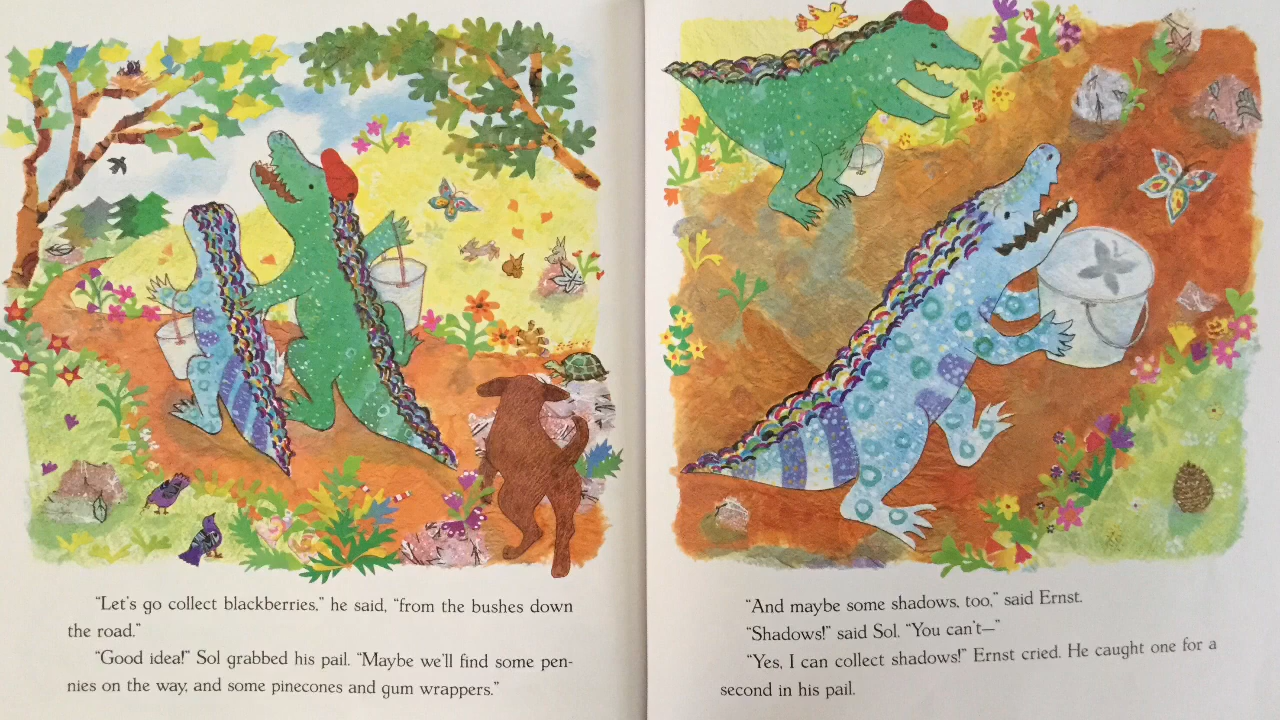 "Let's go collect blackberries," he said, "from the bushes down
the road."
"Good idea!" Sol grabbed his pail. "Maybe we'll find some pen-
nies on the way, and some pinecones and gum wrappers."
"And maybe some shadows, too," said Ernst.
"Shadows!" said Sol. "You can't—"
"Yes, I can collect shadows!" Ernst cried. He caught one for a
second in his pail.